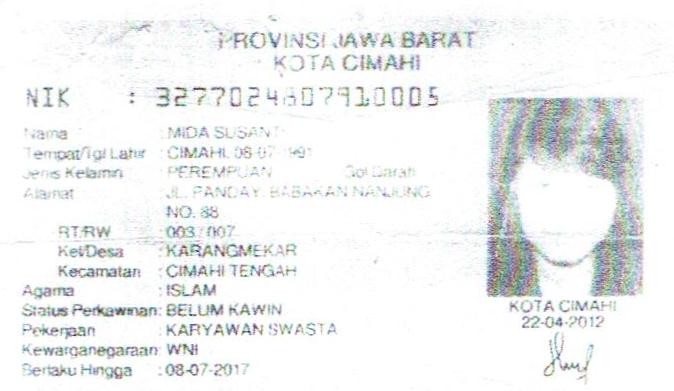 PROVINSI JAWA BARAT
KOTA CIMAHI
NIK : 3277024807910005
Nama : MIDA SUSANTI
Tempat/Tgl Lahir : CIMAHI, 08-07-1991
Jenis Kelamin : PEREMPUAN Gol Darah
Alamat : JL. PANDAY. BABAKAN NANJUNG
NO. 88
RT/RW : 003 / 007
Kel/Desa : KARANGMEKAR
Kecamatan : CIMAHI TENGAH
Agama : ISLAM
Status Perkawinan: BELUM KAWIN
Pekerjaan : KARYAWAN SWASTA
Kewarganegaraan: WNI
Berlaku Hingga : 08-07-2017
KOTA CIMAHI
22-04-2012